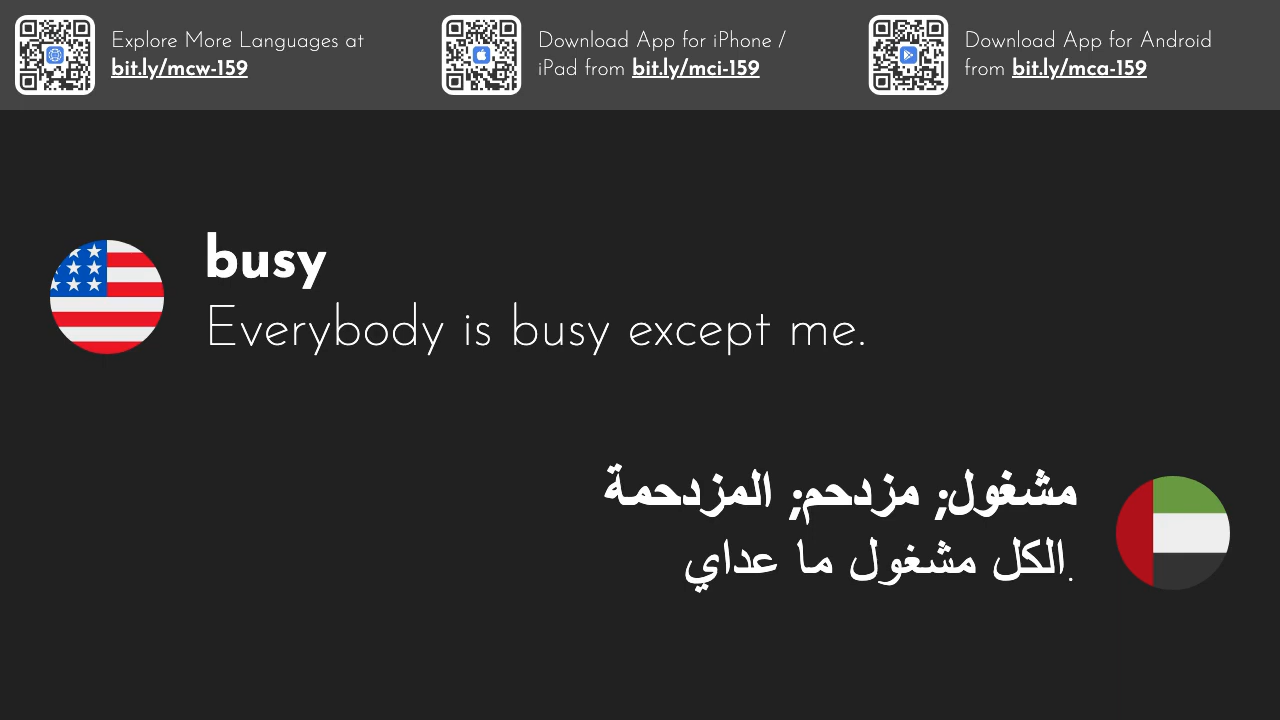 Explore More Languages at
bit.ly/mcw-159
Download App for iPhone /
iPad from bit.ly/mci-159
Download App for Android
from bit.ly/mca-159
busy
Everybody is busy except me.
مشغول; مزدحم; المزدحمة
الكل مشغول ما عداي.